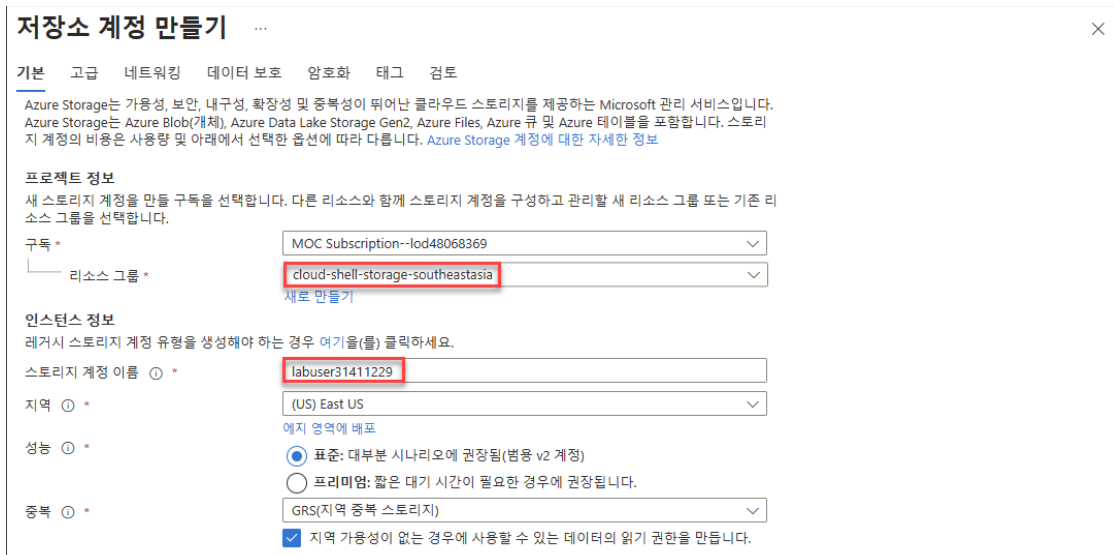 저장소 계정 만들기 ...
기본 고급 네트워킹 데이터 보호 암호화 태그 검토
Azure Storage는 가용성, 보안, 내구성, 확장성 및 중복성이 뛰어난 클라우드 스토리지를 제공하는 Microsoft 관리 서비스입니다.
Azure Storage는 Azure Blob(개체), Azure Data Lake Storage Gen2, Azure Files, Azure 큐 및 Azure 테이블을 포함합니다. 스토리
지 계정의 비용은 사용량 및 아래에서 선택한 옵션에 따라 다릅니다. Azure Storage 계정에 대한 자세한 정보
프로젝트 정보
새 스토리지 계정을 만들 구독을 선택합니다. 다른 리소스와 함께 스토리지 계정을 구성하고 관리할 새 리소스 그룹 또는 기존 리
소스 그룹을 선택합니다.
구독 * MOC Subscription--lod48068369
리소스 그룹 * cloud-shell-storage-southeastasia
새로 만들기
인스턴스 정보
레거시 스토리지 계정 유형을 생성해야 하는 경우 여기을(를) 클릭하세요.
스토리지 계정 이름 * labuser31411229
지역 * (US) East US
에지 영역에 배포
성능 * 표준: 대부분 시나리오에 권장됨(범용 v2 계정)
프리미엄: 짧은 대기 시간이 필요한 경우에 권장됩니다.
중복 * GRS(지역 중복 스토리지)
지역 가용성이 없는 경우에 사용할 수 있는 데이터의 읽기 권한을 만듭니다.